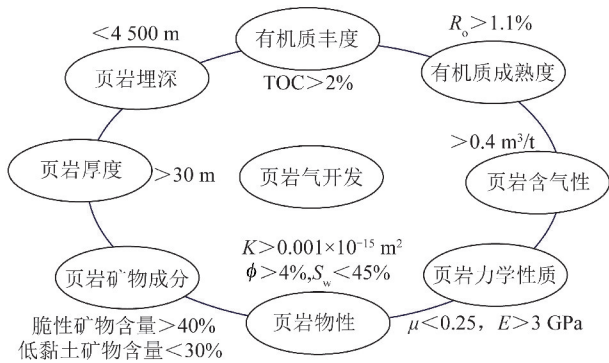 <4 500 m
有机质丰度
Rₒ>1.1%
页岩埋深
TOC>2%
有机质成熟度
>0.4 m³/t
页岩厚度
>30 m
页岩气开发
页岩含气性
K>0.001×10⁻¹⁵ m²
页岩矿物成分
ϕ>4%,S_w<45%
页岩力学性质
脆性矿物含量>40%
页岩物性
μ<0.25，E>3 GPa
低黏土矿物含量<30%